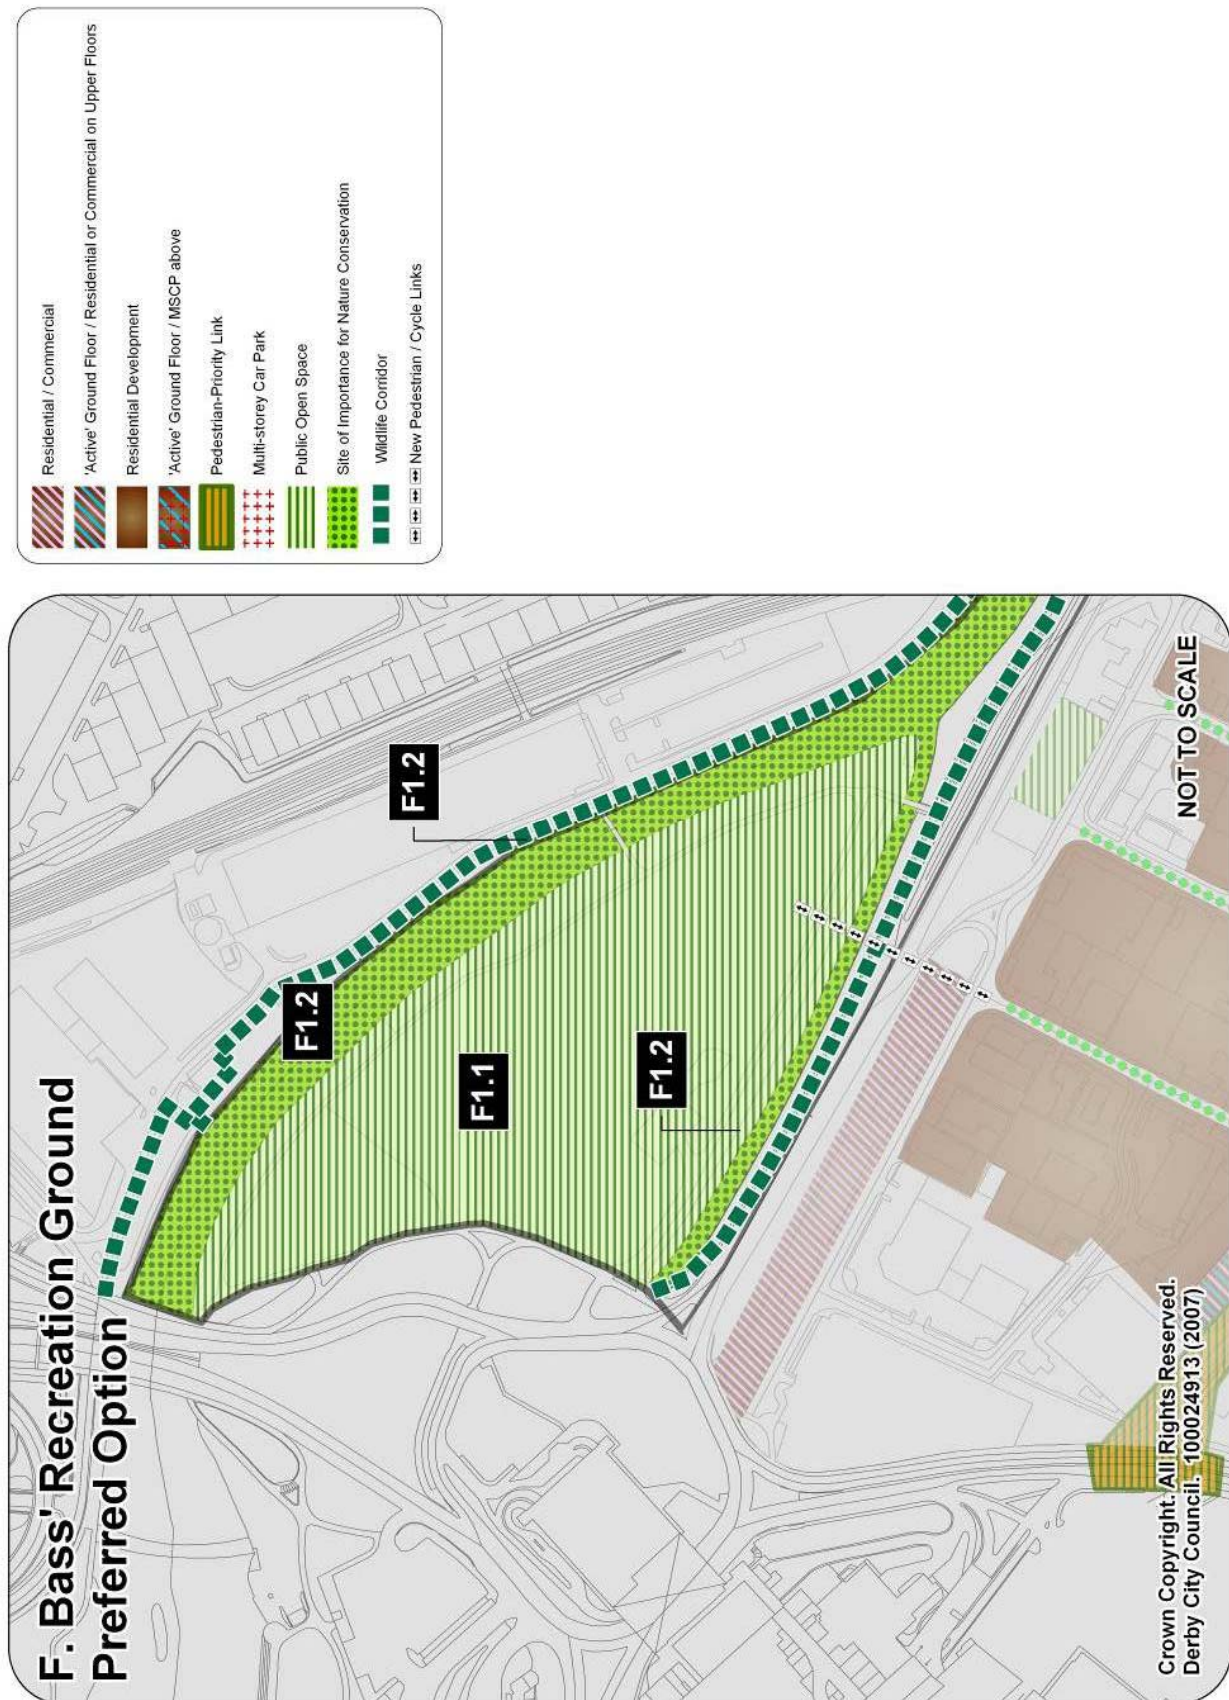 F. Bass' Recreation Ground
Preferred Option
F1.2
F1.2
F1.1
F1.2
NOT TO SCALE
Crown Copyright. All Rights Reserved.
Derby City Council. 100024913 (2007)
Residential / Commercial
'Active' Ground Floor / Residential or Commercial on Upper Floors
Residential Development
'Active' Ground Floor / MSCP above
Pedestrian-Priority Link
Multi-storey Car Park
Public Open Space
Site of Importance for Nature Conservation
Wildlife Corridor
New Pedestrian / Cycle Links